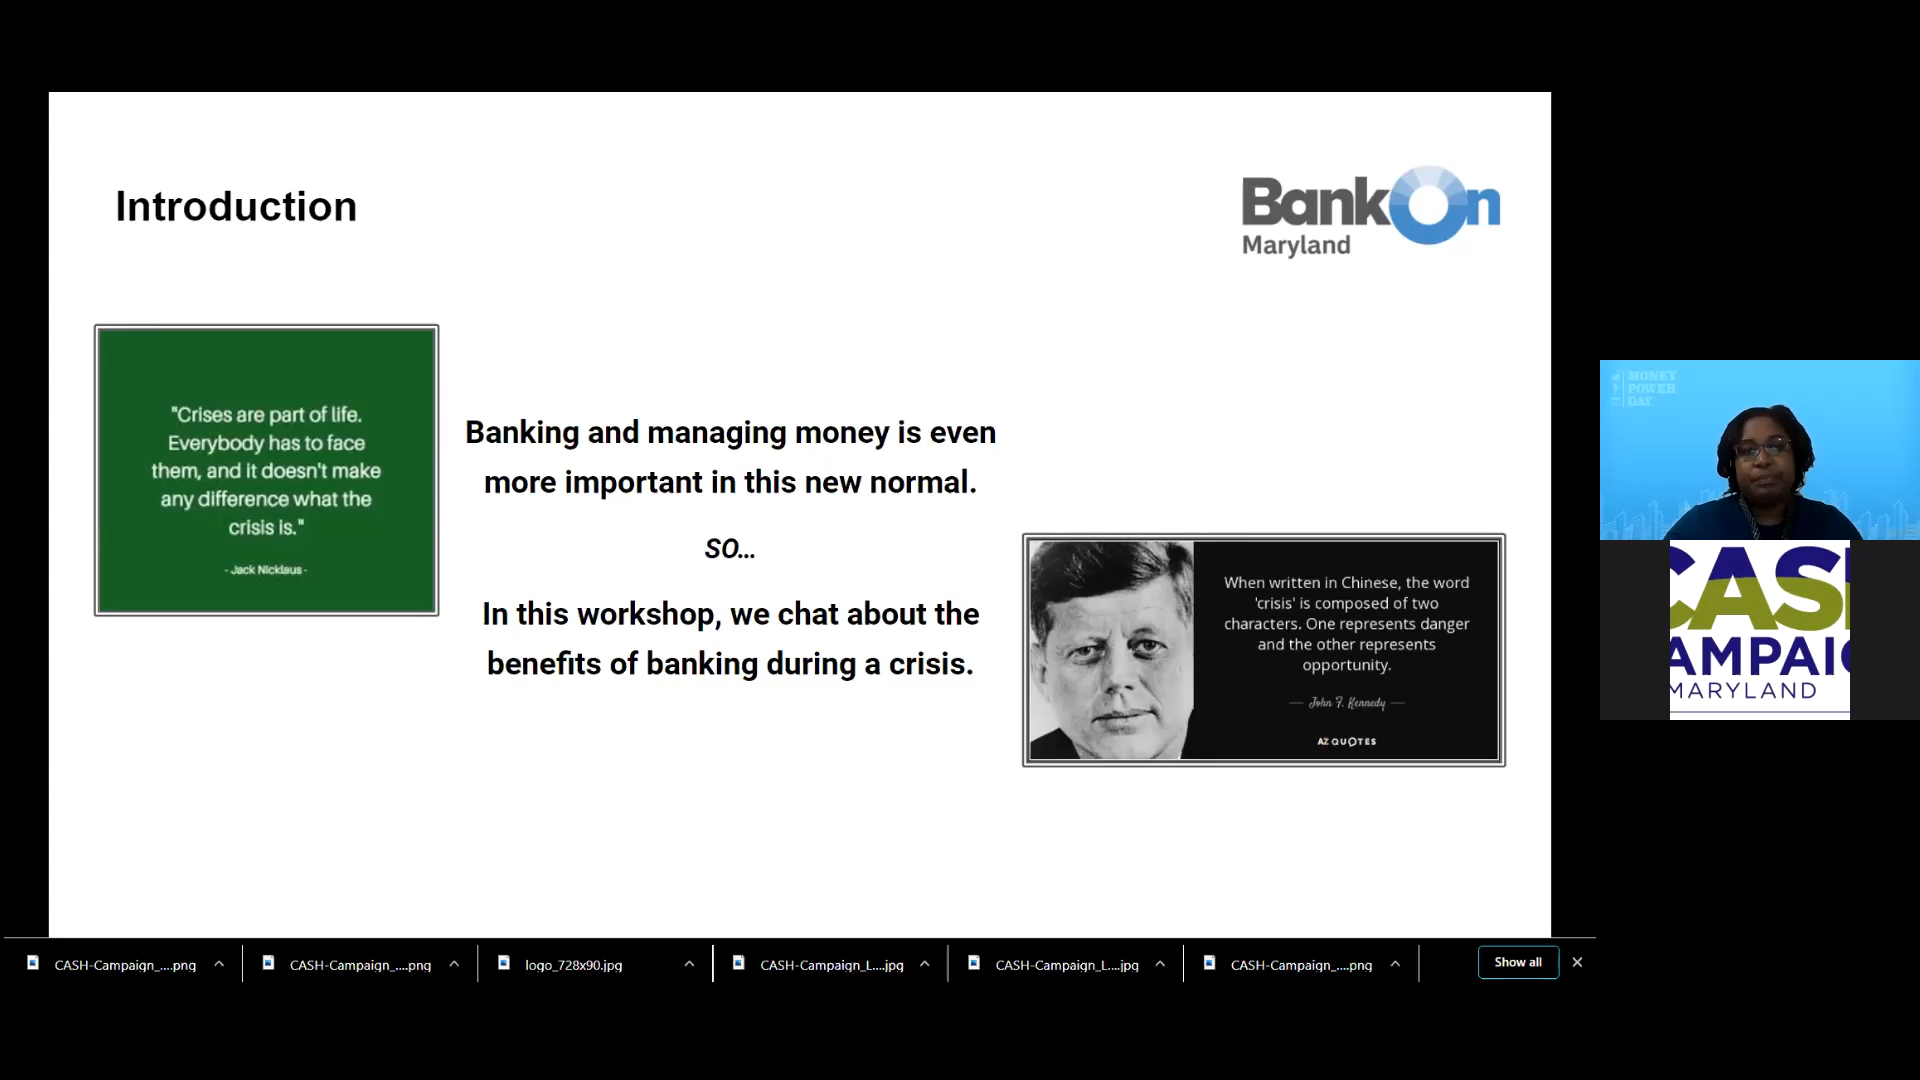 Introduction
BankOn
Maryland
"Crises are part of life.
Everybody has to face
them, and it doesn't make
any difference what the
crisis is."
- Jack Nicklaus -
Banking and managing money is even
more important in this new normal.
SO...
In this workshop, we chat about the
benefits of banking during a crisis.
When written in Chinese, the word
'crisis' is composed of two
characters. One represents danger
and the other represents
opportunity.
— John F. Kennedy —
AZ QUOTES
MONEY
POWER
DAY
CAS
AMPAI
MARYLAND
CASH-Campaign_....png
CASH-Campaign_....png
logo_728x90.jpg
CASH-Campaign_L....jpg
CASH-Campaign_L....jpg
CASH-Campaign_....png
Show all